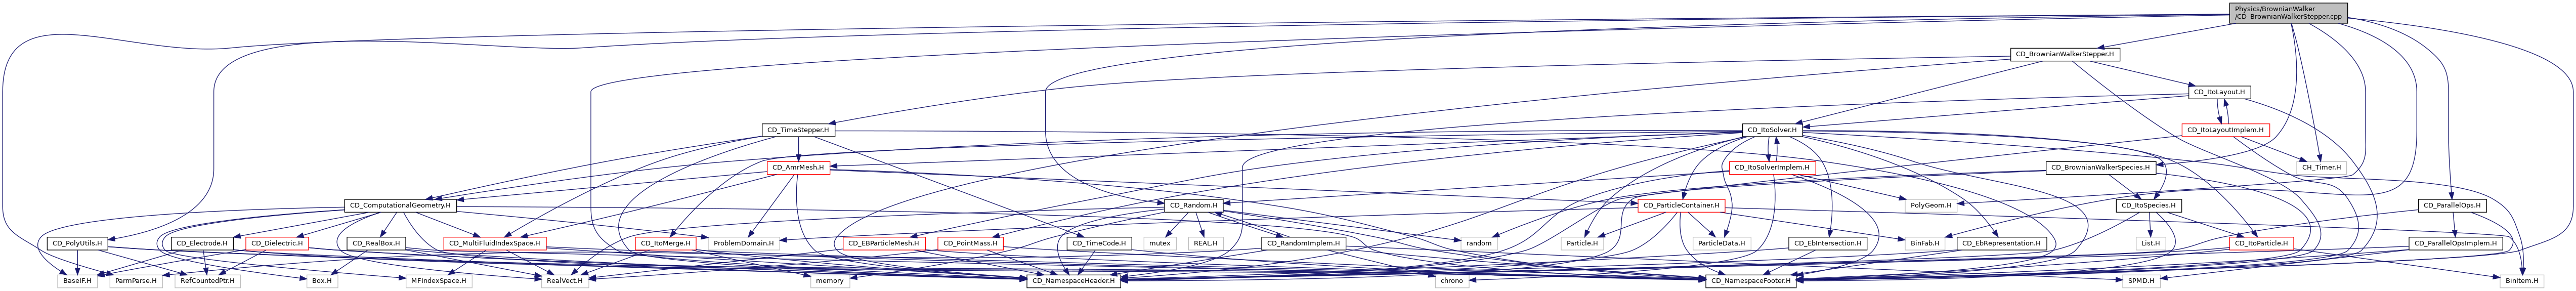 Physics/BrownianWalker
/CD_BrownianWalkerStepper.cpp
CD_BrownianWalkerStepper.H
CD_ItoLayout.H
CD_TimeStepper.H
CD_ItoSolver.H
CD_ItoLayoutImplem.H
CD_AmrMesh.H
CD_ItoSolverImplem.H
CD_BrownianWalkerSpecies.H
CH_Timer.H
CD_ComputationalGeometry.H
CD_Random.H
CD_ParticleContainer.H
PolyGeom.H
CD_ItoSpecies.H
CD_ParallelOps.H
CD_PolyUtils.H
CD_Electrode.H
CD_Dielectric.H
CD_RealBox.H
CD_MultiFluidIndexSpace.H
CD_ItoMerge.H
ProblemDomain.H
CD_EBParticleMesh.H
CD_PointMass.H
CD_TimeCode.H
mutex
REAL.H
CD_RandomImplem.H
random
Particle.H
ParticleData.H
CD_EbIntersection.H
BinFab.H
CD_EbRepresentation.H
List.H
CD_ItoParticle.H
CD_ParallelOpsImplem.H
BaseIF.H
ParmParse.H
RefCountedPtr.H
Box.H
MFIndexSpace.H
RealVect.H
memory
CD_NamespaceHeader.H
chrono
CD_NamespaceFooter.H
SPMD.H
BinItem.H